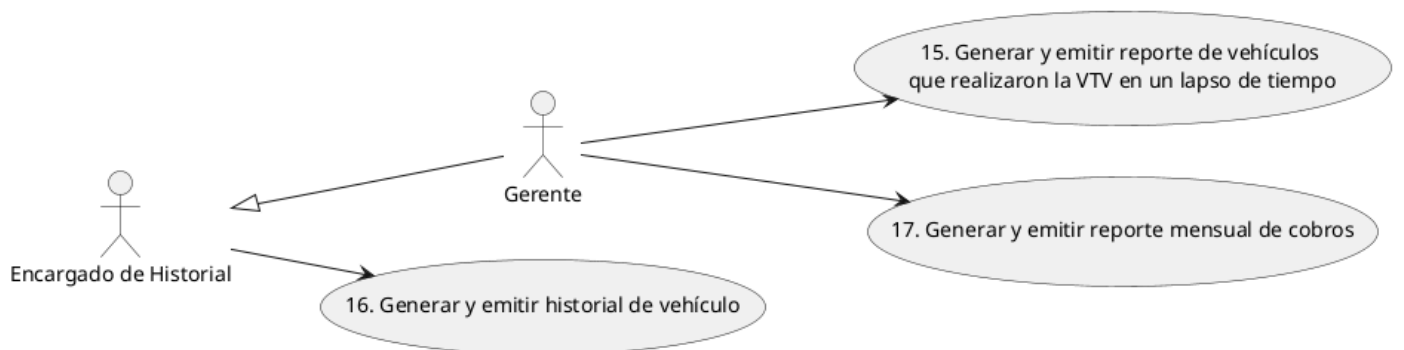 15. Generar y emitir reporte de vehículos
que realizaron la VTV en un lapso de tiempo
Gerente
17. Generar y emitir reporte mensual de cobros
Encargado de Historial
16. Generar y emitir historial de vehículo